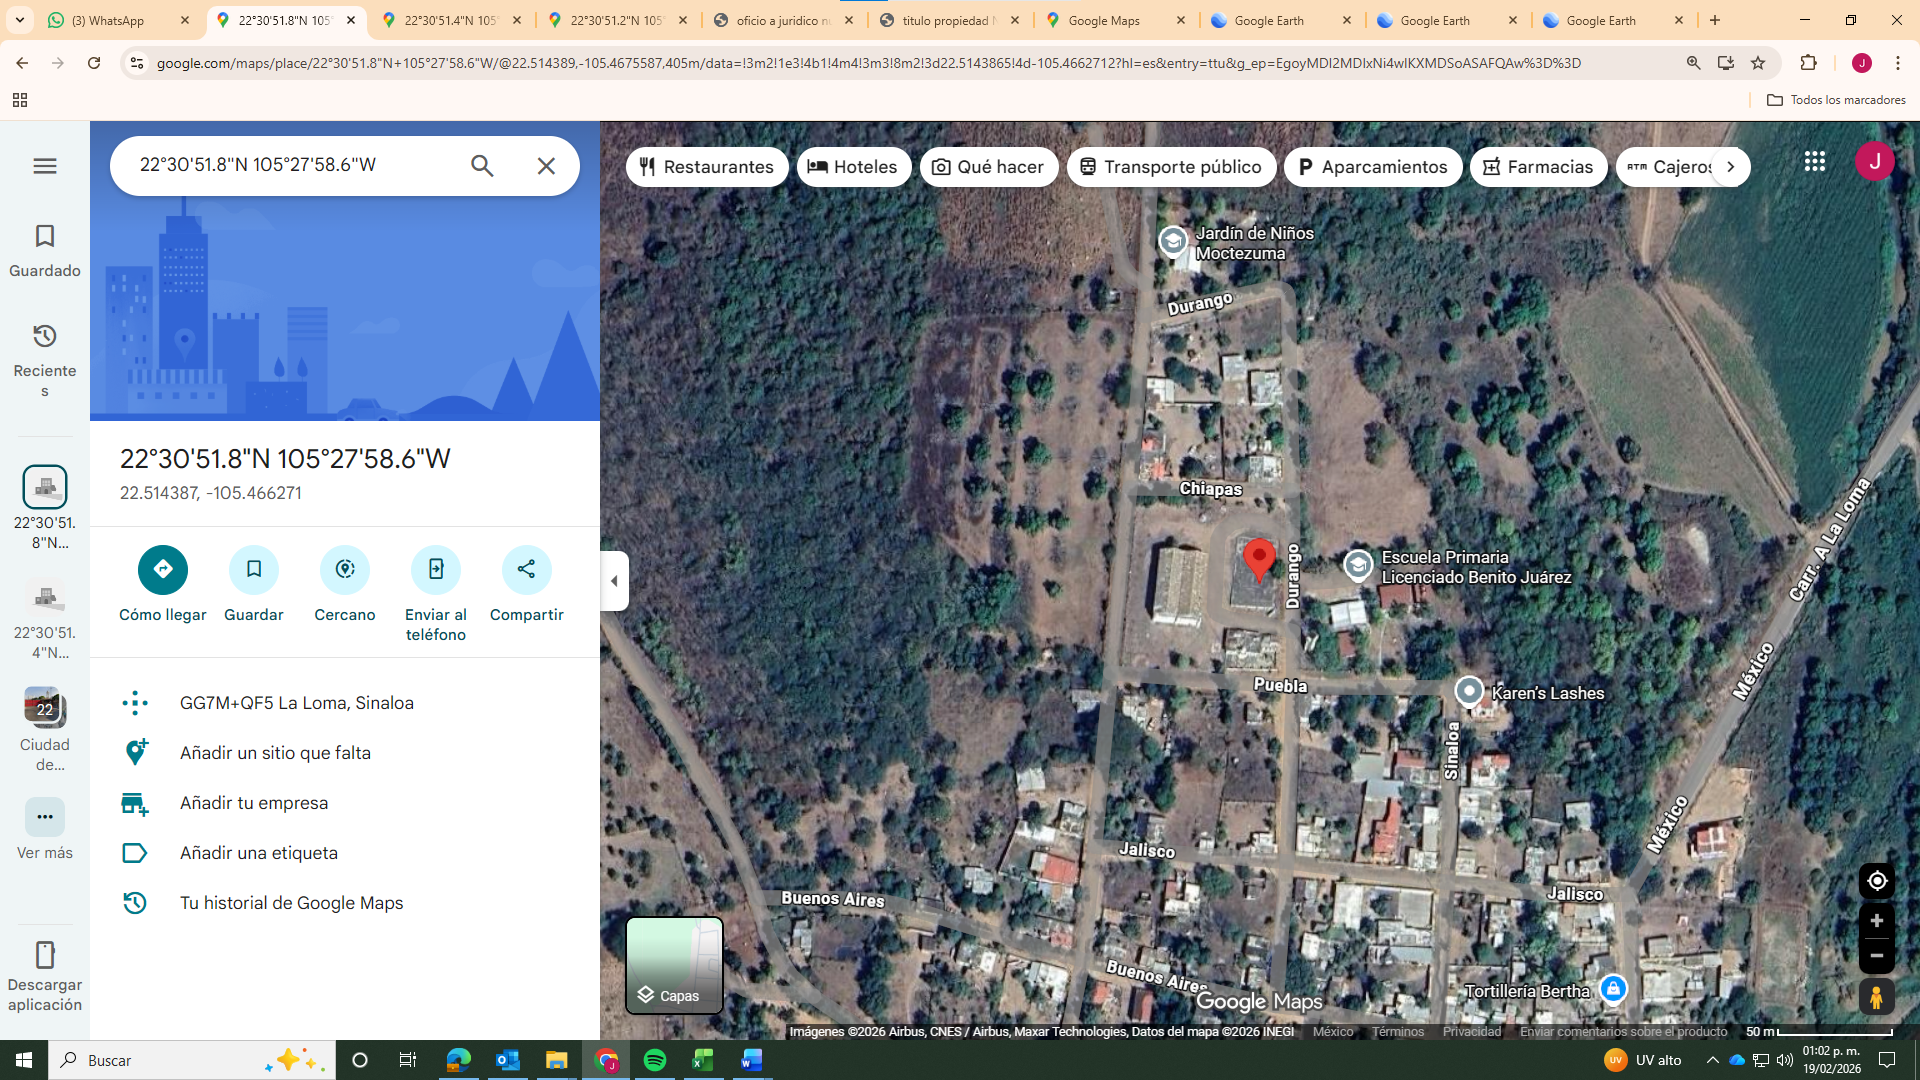 (3) WhatsApp
22°30'51.8"N 105°
22°30'51.4"N 105°
22°30'51.2"N 105°
oficio a juridico n
titulo propiedad
Google Maps
Google Earth
Google Earth
Google Earth
google.com/maps/place/22°30'51.8"N+105°27'58.6"W/@22.514389,-105.4675587,405m/data=!3m2!1e3!4b1!4m4!3m3!8m2!3d22.5143865!4d-105.4662712?hl=es&entry=ttu&g_ep=EgoyMDI2MDIxNi4wIKXMDSoASAFQAw%3D%3D
J
Todos los marcadores
22°30'51.8"N 105°27'58.6"W
Restaurantes
Hoteles
Qué hacer
Transporte público
Aparcamientos
Farmacias
ATM
Cajeros
J
Guardado
Reciente
s
22°30'51.
8"N...
22°30'51.
4"N...
22
Ciudad
de...
Ver más
Descargar
aplicación
22°30'51.8"N 105°27'58.6"W
22.514387, -105.466271
Cómo llegar
Guardar
Cercano
Enviar al
teléfono
Compartir
GG7M+QF5 La Loma, Sinaloa
Añadir un sitio que falta
Añadir tu empresa
Añadir una etiqueta
Tu historial de Google Maps
Jardín de Niños
Moctezuma
Durango
Chiapas
Durango
Escuela Primaria
Licenciado Benito Juárez
Carr. A La Loma
México
Puebla
Karen's Lashes
Sinaloa
México
Jalisco
Jalisco
Buenos Aires
Buenos Aires
Tortillería Bertha
Capas
Google Maps
Imágenes ©2026 Airbus, CNES / Airbus, Maxar Technologies, Datos del mapa ©2026 INEGI
México
Términos
Privacidad
Enviar comentarios sobre el producto
50 m
Buscar
J
UV
UV alto
01:02 p. m.
19/02/2026